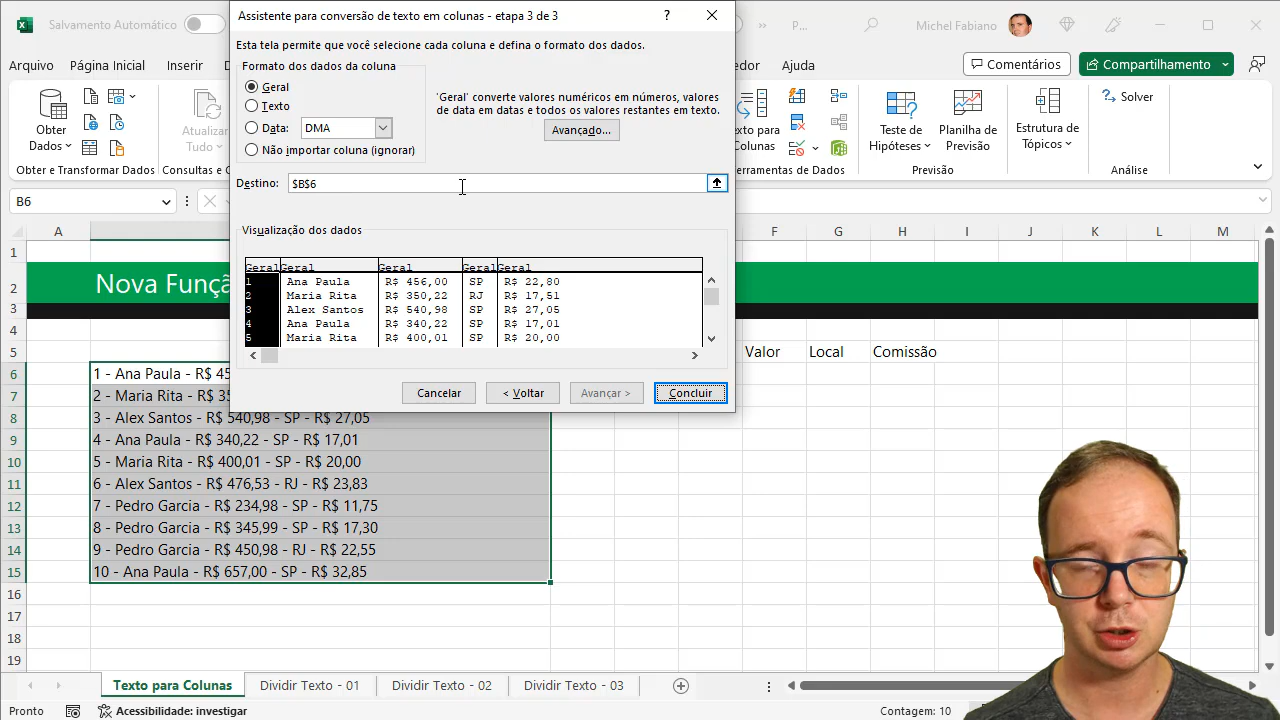 Salvamento Automático
P...
Michel Fabiano
Assistente para conversão de texto em colunas - etapa 3 de 3
?
Esta tela permite que você selecione cada coluna e defina o formato dos dados.
Formato dos dados da coluna
Geral
Texto
Data:
DMA
Não importar coluna (ignorar)
'Geral' converte valores numéricos em números, valores
de data em datas e todos os valores restantes em texto.
Avançado...
Destino:
$B$6
Visualização dos dados
Geral Geral Geral Geral Geral
1 Ana Paula R$ 456,00 SP R$ 22,80
2 Maria Rita R$ 350,22 RJ R$ 17,51
3 Alex Santos R$ 540,98 SP R$ 27,05
4 Ana Paula R$ 340,22 SP R$ 17,01
5 Maria Rita R$ 400,01 SP R$ 20,00
Cancelar
< Voltar
Avançar >
Concluir
Arquivo
Página Inicial
Inserir
Ajuda
Comentários
Compartilhamento
Obter
Dados
Atualizar
Tudo
Obter e Transformar Dados
Texto para
Colunas
Teste de
Hipóteses
Planilha de
Previsão
Previsão
Estrutura de
Tópicos
Solver
Análise
B6
A F G H I J K L M
1
2 Nova Funçã
3
4
5 Valor Local Comissão
6 1 - Ana Paula - R$ 45
7 2 - Maria Rita - R$ 35
8 3 - Alex Santos - R$ 540,98 - SP - R$ 27,05
9 4 - Ana Paula - R$ 340,22 - SP - R$ 17,01
10 5 - Maria Rita - R$ 400,01 - SP - R$ 20,00
11 6 - Alex Santos - R$ 476,53 - RJ - R$ 23,83
12 7 - Pedro Garcia - R$ 234,98 - SP - R$ 11,75
13 8 - Pedro Garcia - R$ 345,99 - SP - R$ 17,30
14 9 - Pedro Garcia - R$ 450,98 - RJ - R$ 22,55
15 10 - Ana Paula - R$ 657,00 - SP - R$ 32,85
16
17
18
19
Texto para Colunas
Dividir Texto - 01
Dividir Texto - 02
Dividir Texto - 03
Pronto
Acessibilidade: investigar
Contagem: 10